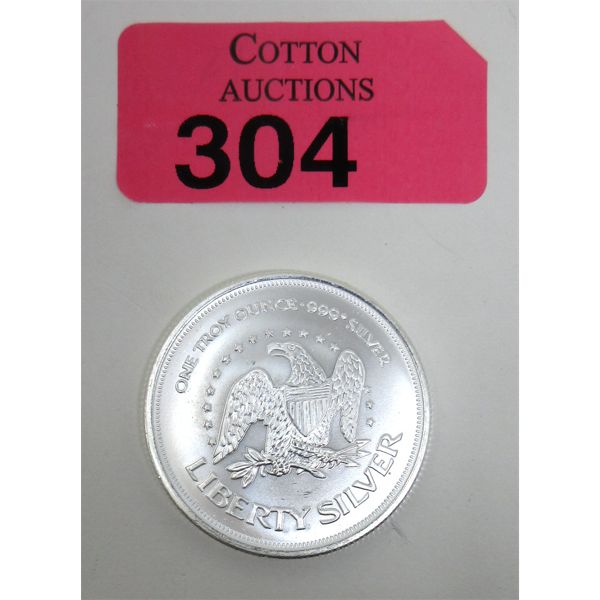 COTTON
AUCTIONS
304
ONE TROY OUNCE • 999+ SILVER
LIBERTY SILVER